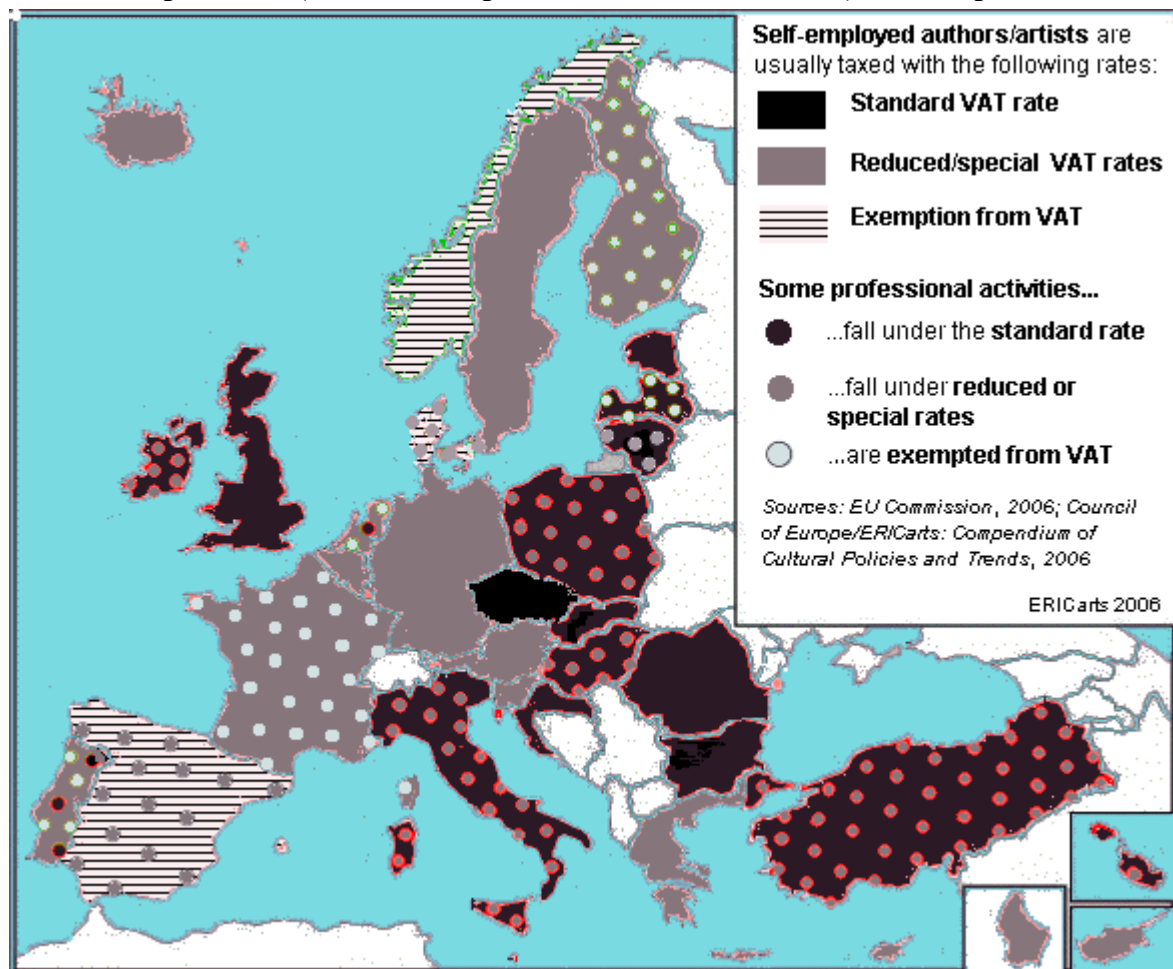 Self-employed authors/artists are
usually taxed with the following rates:
Standard VAT rate
Reduced/special VAT rates
Exemption from VAT
Some professional activities...
...fall under the standard rate
...fall under reduced or
special rates
...are exempted from VAT
Sources: EU Commission, 2006; Council
of Europe/ERICarts: Compendium of
Cultural Policies and Trends, 2006
ERICarts 2006